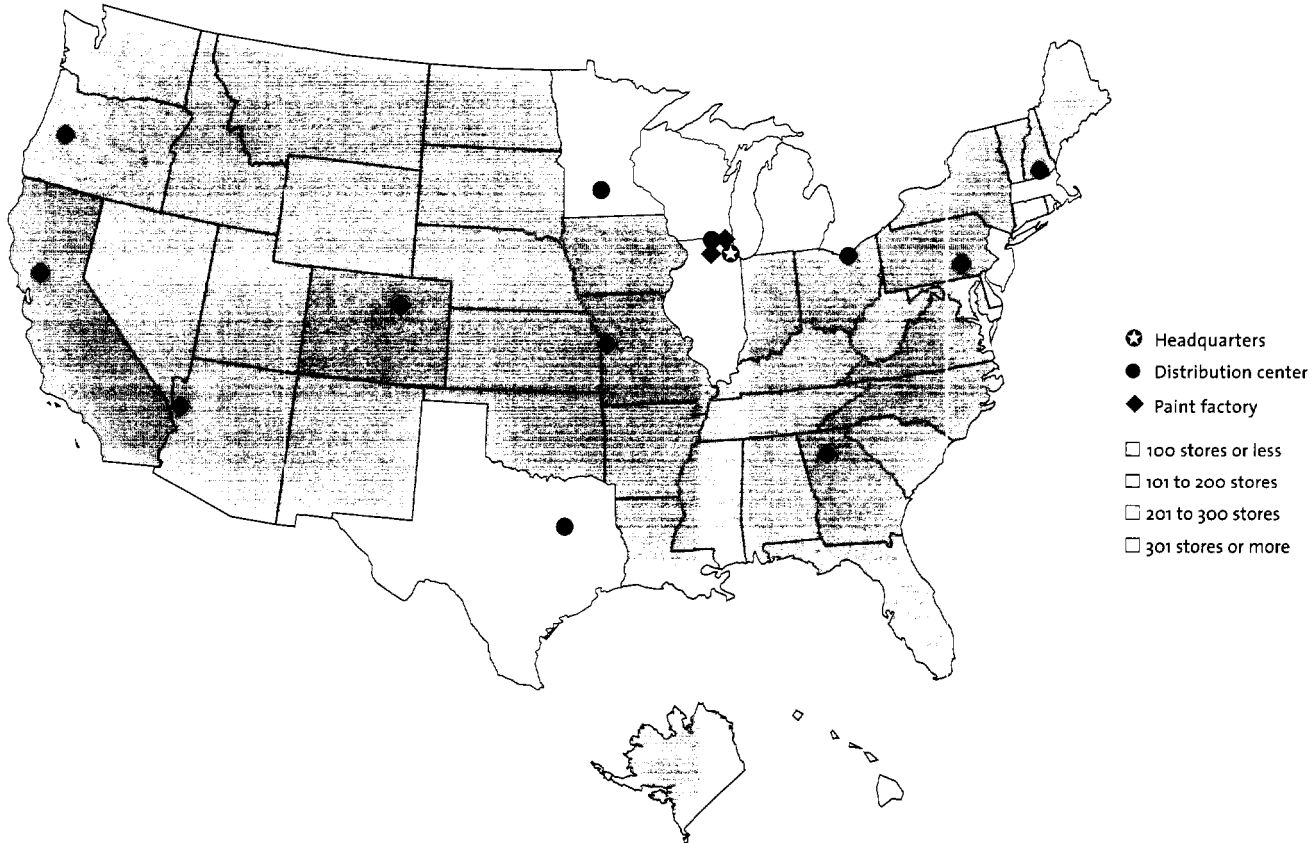 Headquarters
Distribution center
Paint factory
100 stores or less
101 to 200 stores
201 to 300 stores
301 stores or more